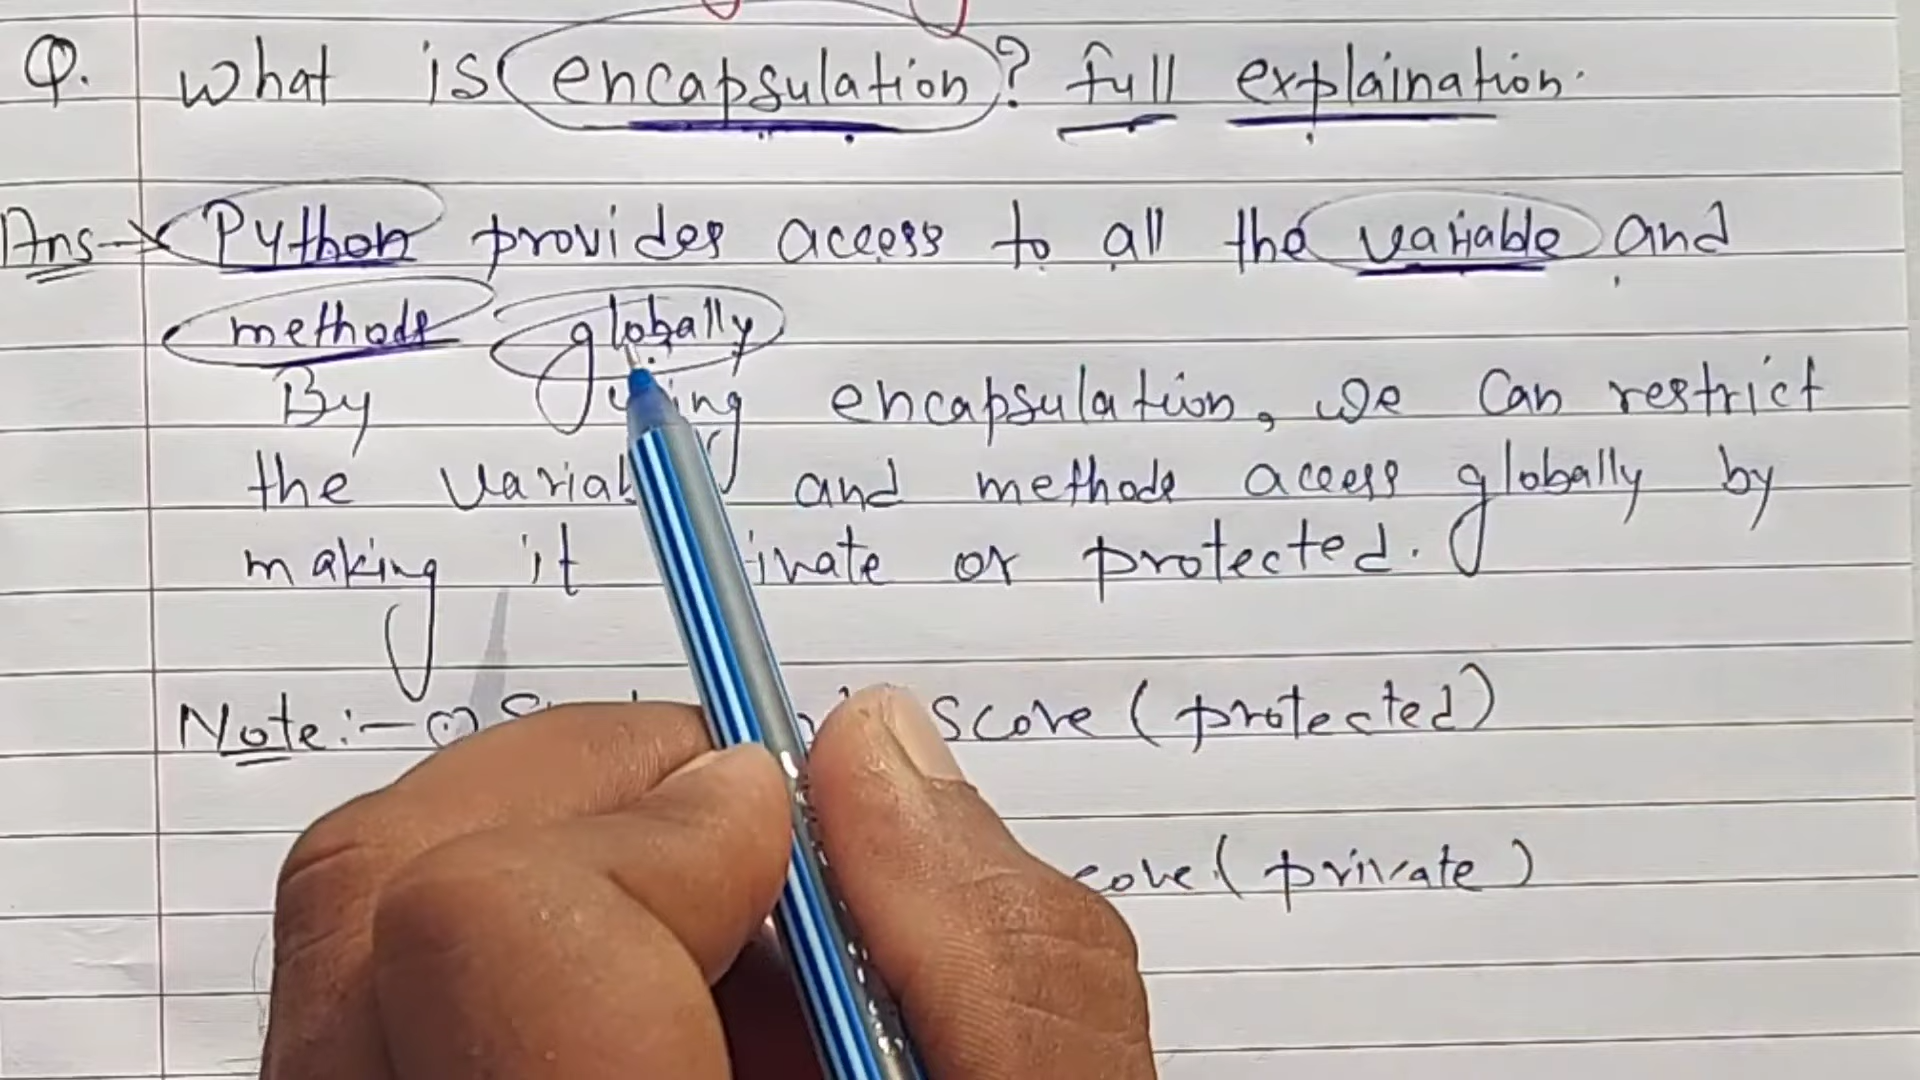 Q. What is encapsulation? full explaination.
Ans → Python provides access to all the variable and
methods globally
By using encapsulation, we can restrict
the and methods access globally by
making it or protected.
Note:- score (protected)
(private)